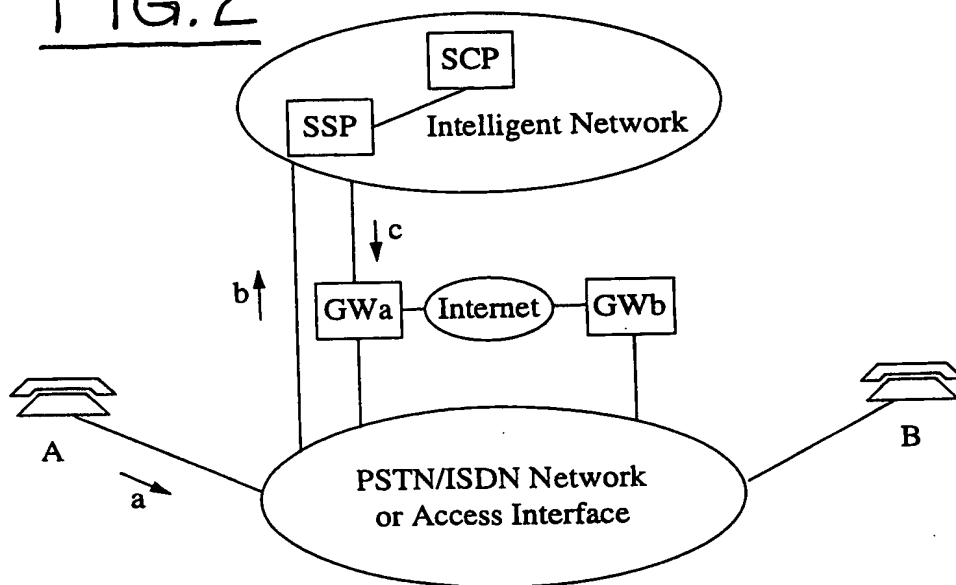 FIG. 2
SCP
SSP
Intelligent Network
c
b
GWa
Internet
GWb
A
B
a
PSTN/ISDN Network
or Access Interface